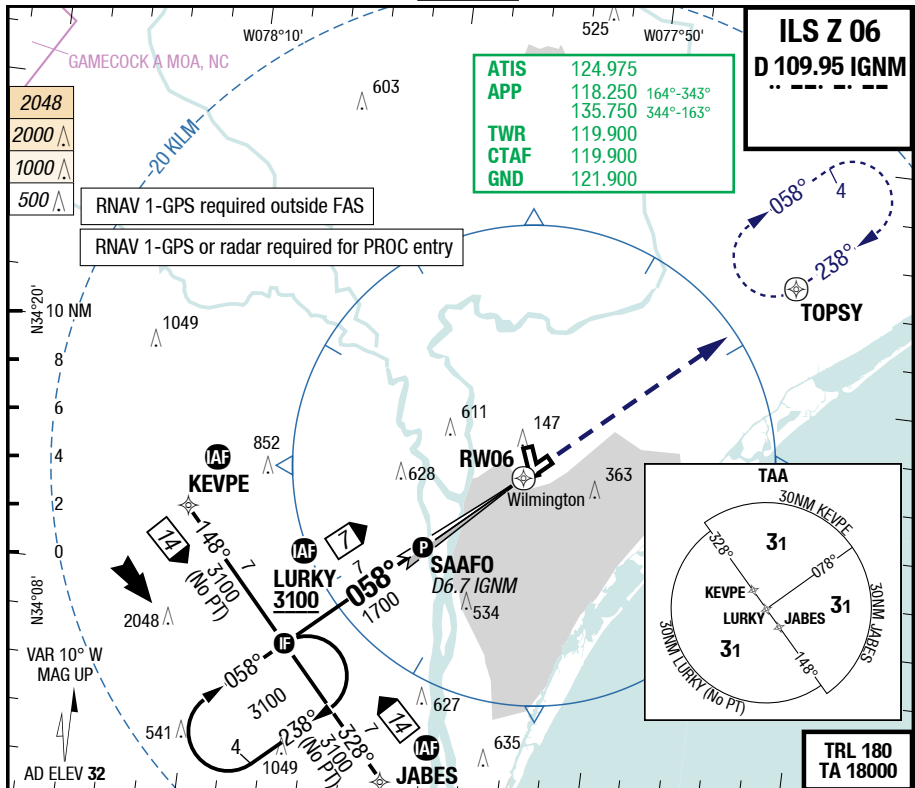 W078°10'
525
W077°50'
GAMECOCK A MOA, NC
603
20 KILM
ILS Z 06
D 109.95 IGNM
ATIS 124.975
APP 118.250 164°-343°
135.750 344°-163°
TWR 119.900
CTAF 119.900
GND 121.900
2048
2000
1000
500
RNAV 1-GPS required outside FAS
RNAV 1-GPS or radar required for PROC entry
058°
4
238°
TOPSY
N34°20'
10 NM
8
6
4
2
0
N34°08'
1049
611
147
852
628
RW06
363
Wilmington
IAF
KEVPE
14
148°
7
3100
(No PT)
IAF
LURKY
3100
7
058°
7
1700
P
SAAFO
D6.7 IGNM
534
2048
IF
058°
3100
238°
4
(No PT)
328°
7
3100
14
627
541
1049
635
IAF
JABES
VAR 10° W
MAG UP
AD ELEV 32
TAA
30NM KEVPE
31
328°
078°
KEVPE
LURKY
JABES
31
31
148°
30NM JABES
30NM LURKY (No PT)
TRL 180
TA 18000